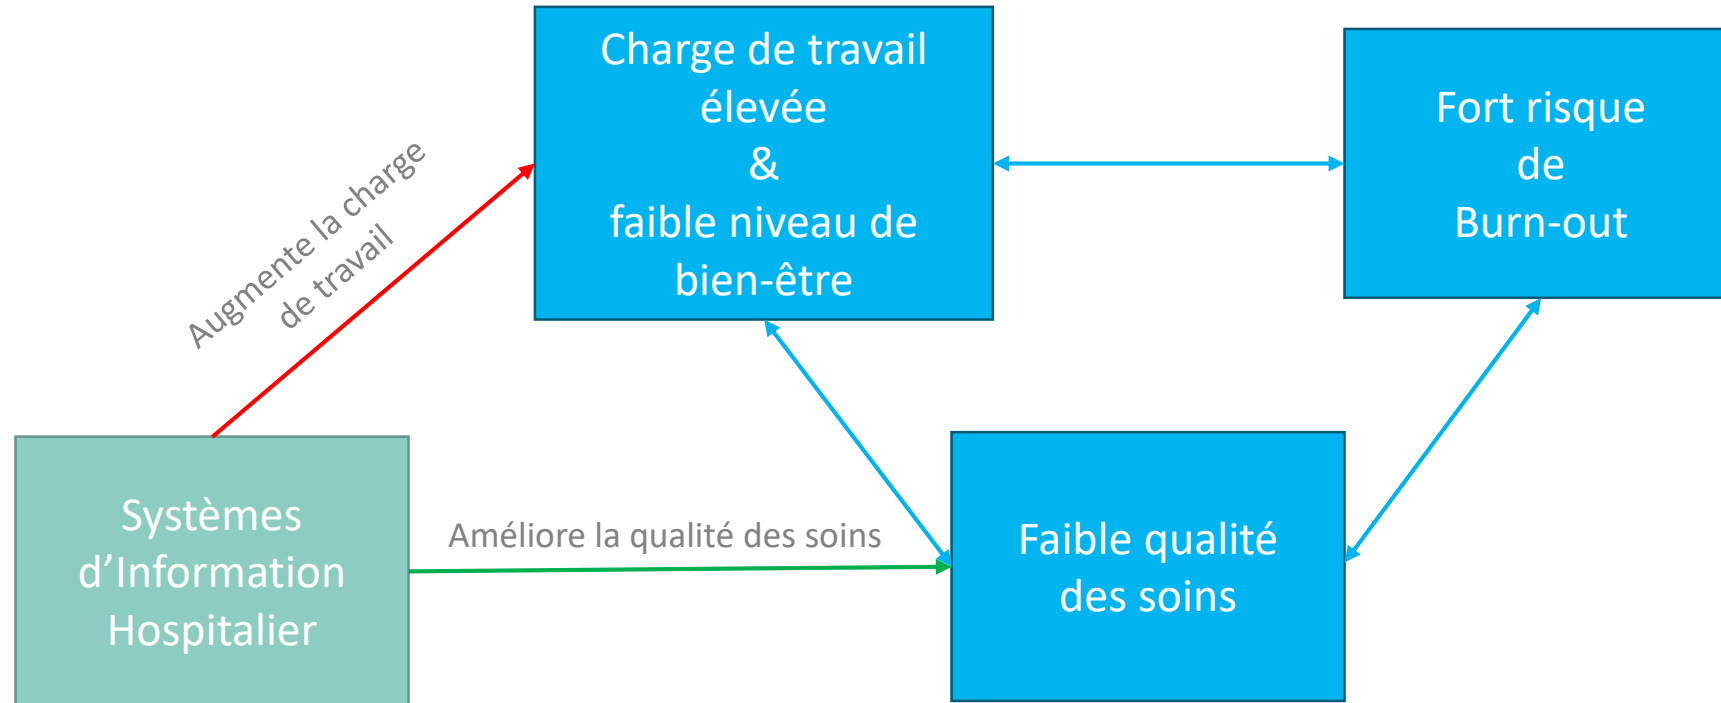 Charge de travail
élevée
&
faible niveau de
bien-être
Fort risque
de
Burn-out
Augmente la charge
de travail
Systèmes
d’Information
Hospitalier
Améliore la qualité des soins
Faible qualité
des soins